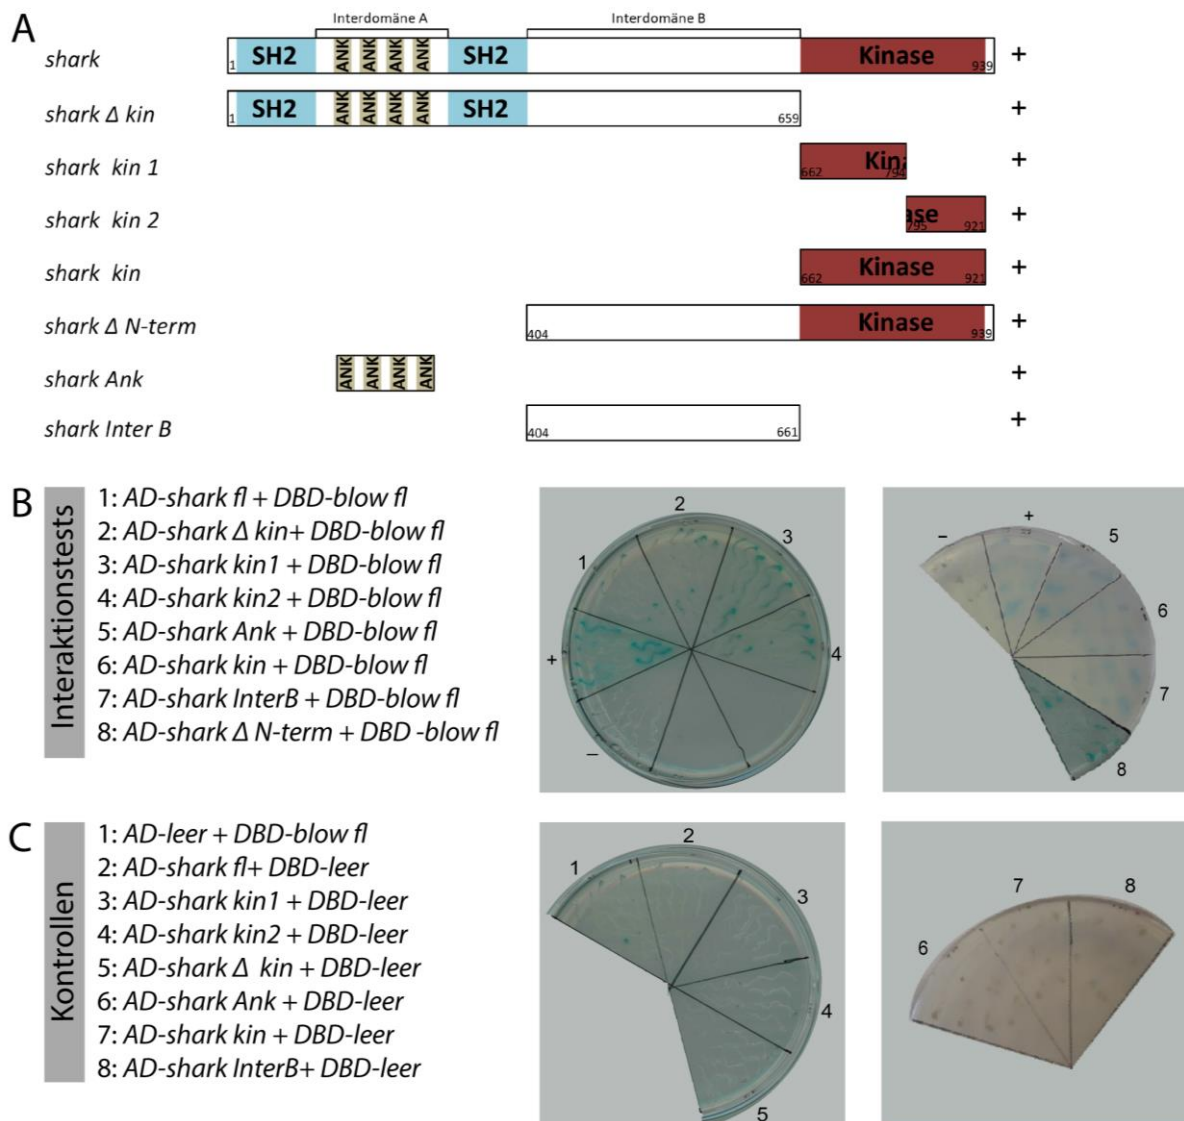 A
Interdomäne A
Interdomäne B
shark
1 SH2 ANK ANK ANK ANK SH2 Kinase 939 +
shark Δ kin
1 SH2 ANK ANK ANK ANK SH2 659 +
shark kin 1
662 Kin 794 +
shark kin 2
795 ase 921 +
shark kin
662 Kinase 921 +
shark Δ N-term
404 Kinase 939 +
shark Ank
ANK ANK ANK ANK +
shark Inter B
404 661 +
B
Interaktionstests
1: AD-shark fl + DBD-blow fl
2: AD-shark Δ kin+ DBD-blow fl
3: AD-shark kin1 + DBD-blow fl
4: AD-shark kin2 + DBD-blow fl
5: AD-shark Ank + DBD-blow fl
6: AD-shark kin + DBD-blow fl
7: AD-shark InterB + DBD-blow fl
8: AD-shark Δ N-term + DBD -blow fl
1
2
3
4
+
–
–
+
5
6
7
8
C
Kontrollen
1: AD-leer + DBD-blow fl
2: AD-shark fl+ DBD-leer
3: AD-shark kin1 + DBD-leer
4: AD-shark kin2 + DBD-leer
5: AD-shark Δ kin + DBD-leer
6: AD-shark Ank + DBD-leer
7: AD-shark kin + DBD-leer
8: AD-shark InterB+ DBD-leer
1
2
3
4
5
6
7
8